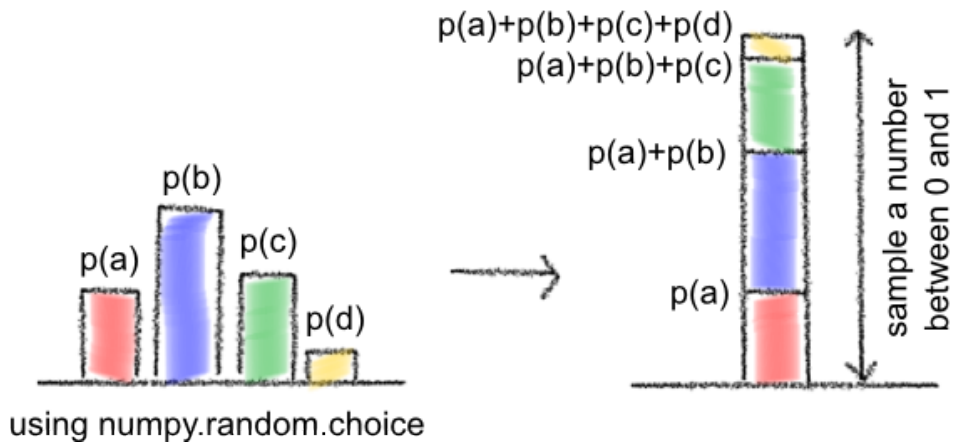 p(a)
p(b)
p(c)
p(d)
using numpy.random.choice
p(a)+p(b)+p(c)+p(d)
p(a)+p(b)+p(c)
p(a)+p(b)
p(a)
sample a number
between 0 and 1